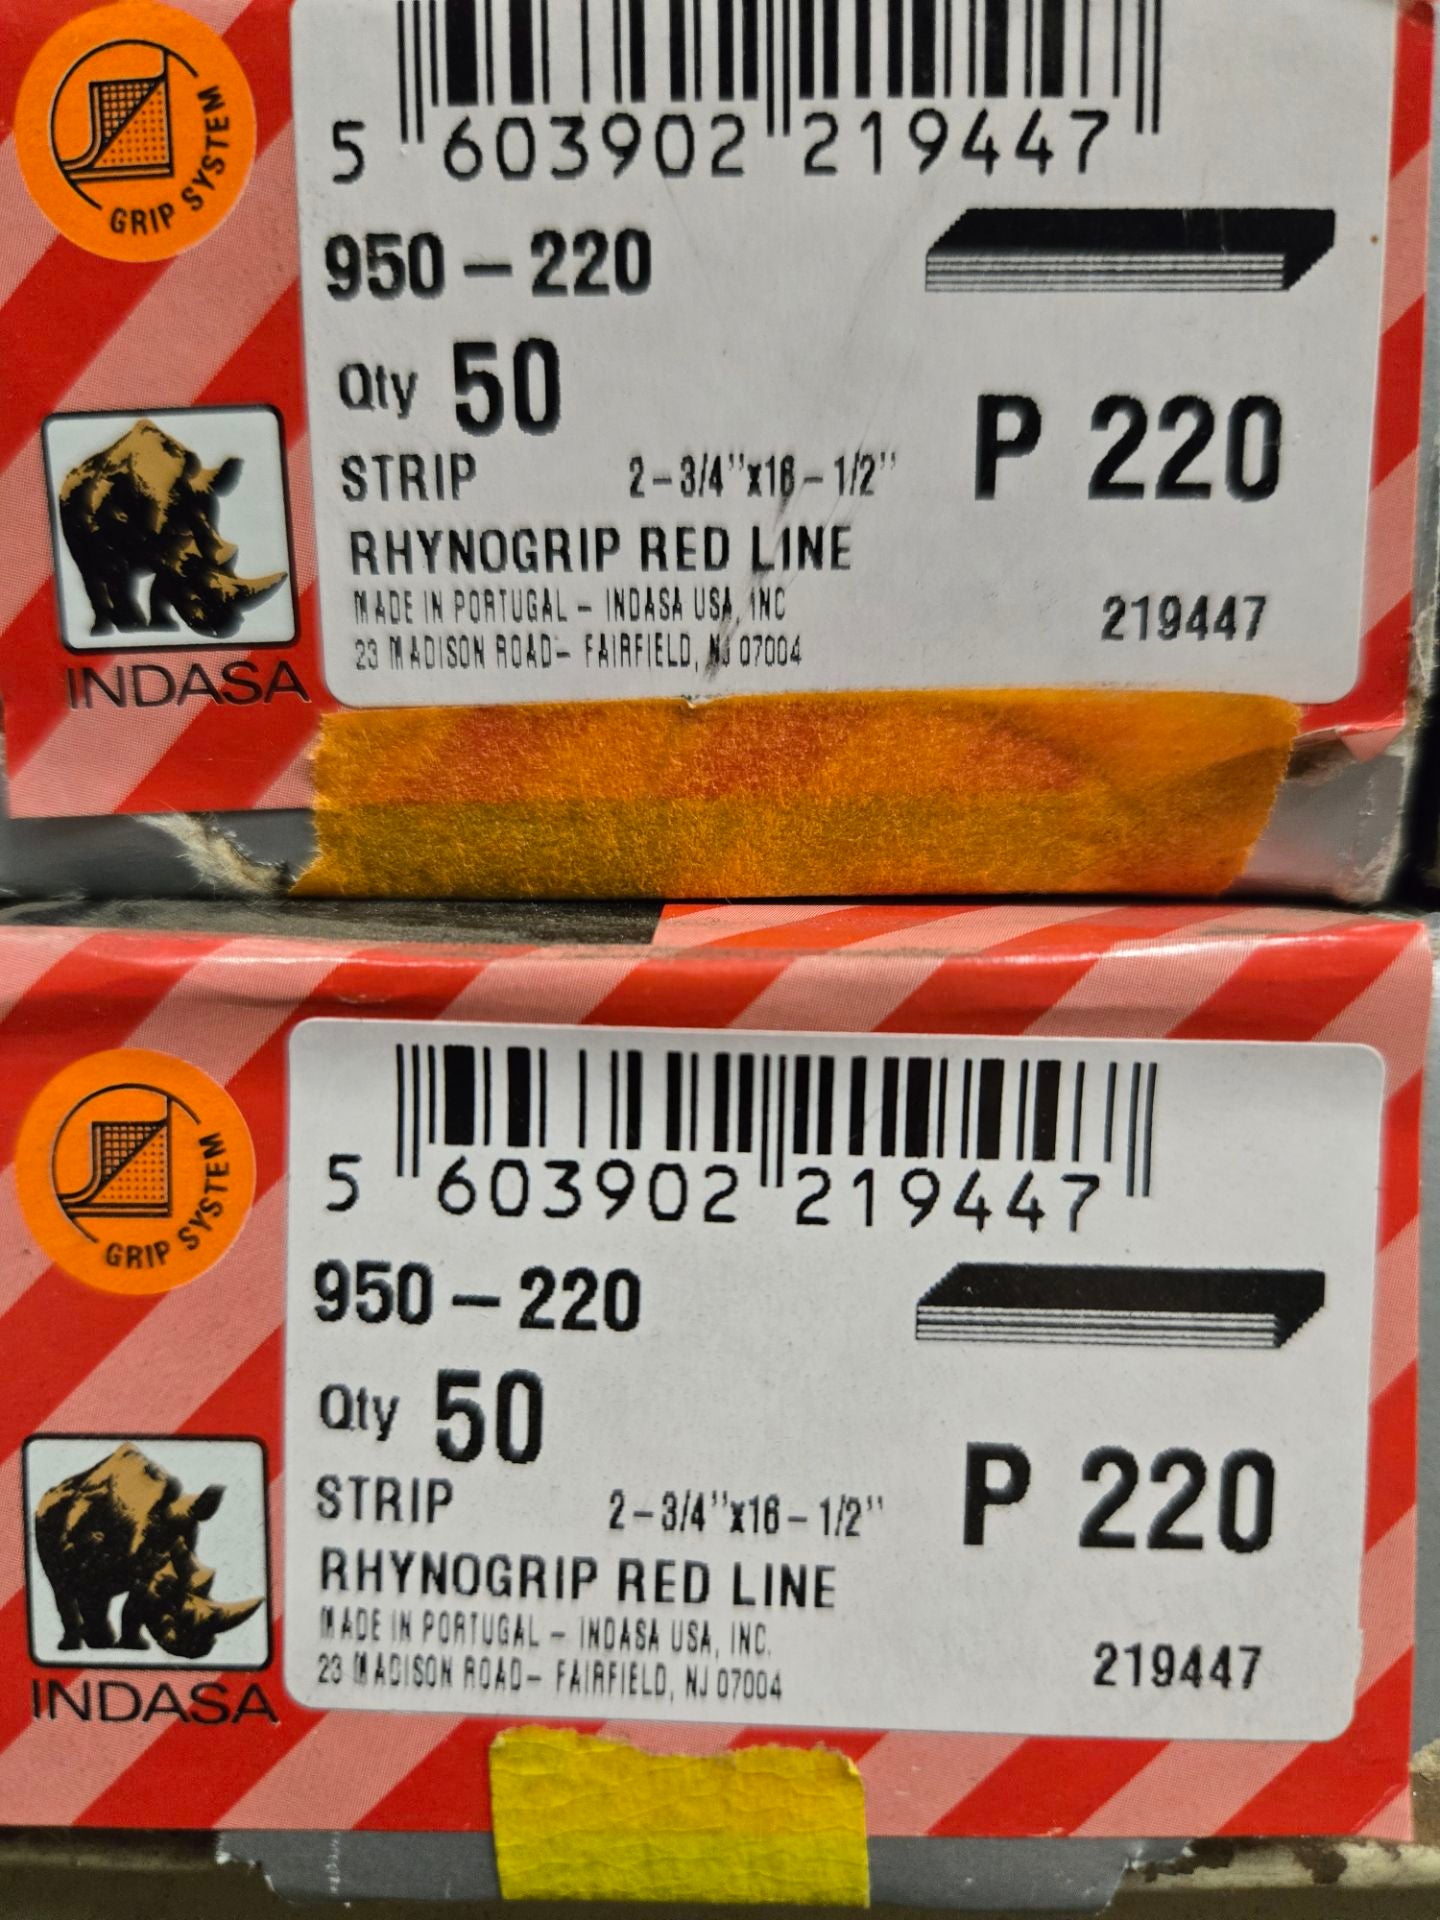 GRIP SYSTEM
5 603902 219447
950-220
Qty 50
P 220
STRIP 2-3/4"x16-1/2"
RHYNOGRIP RED LINE
MADE IN PORTUGAL - INDASA USA, INC
219447
23 MADISON ROAD- FAIRFIELD, NJ 07004
INDASA
GRIP SYSTEM
5 603902 219447
950-220
Qty 50
P 220
STRIP 2-3/4"x16-1/2"
RHYNOGRIP RED LINE
MADE IN PORTUGAL - INDASA USA, INC.
219447
23 MADISON ROAD- FAIRFIELD, NJ 07004
INDASA